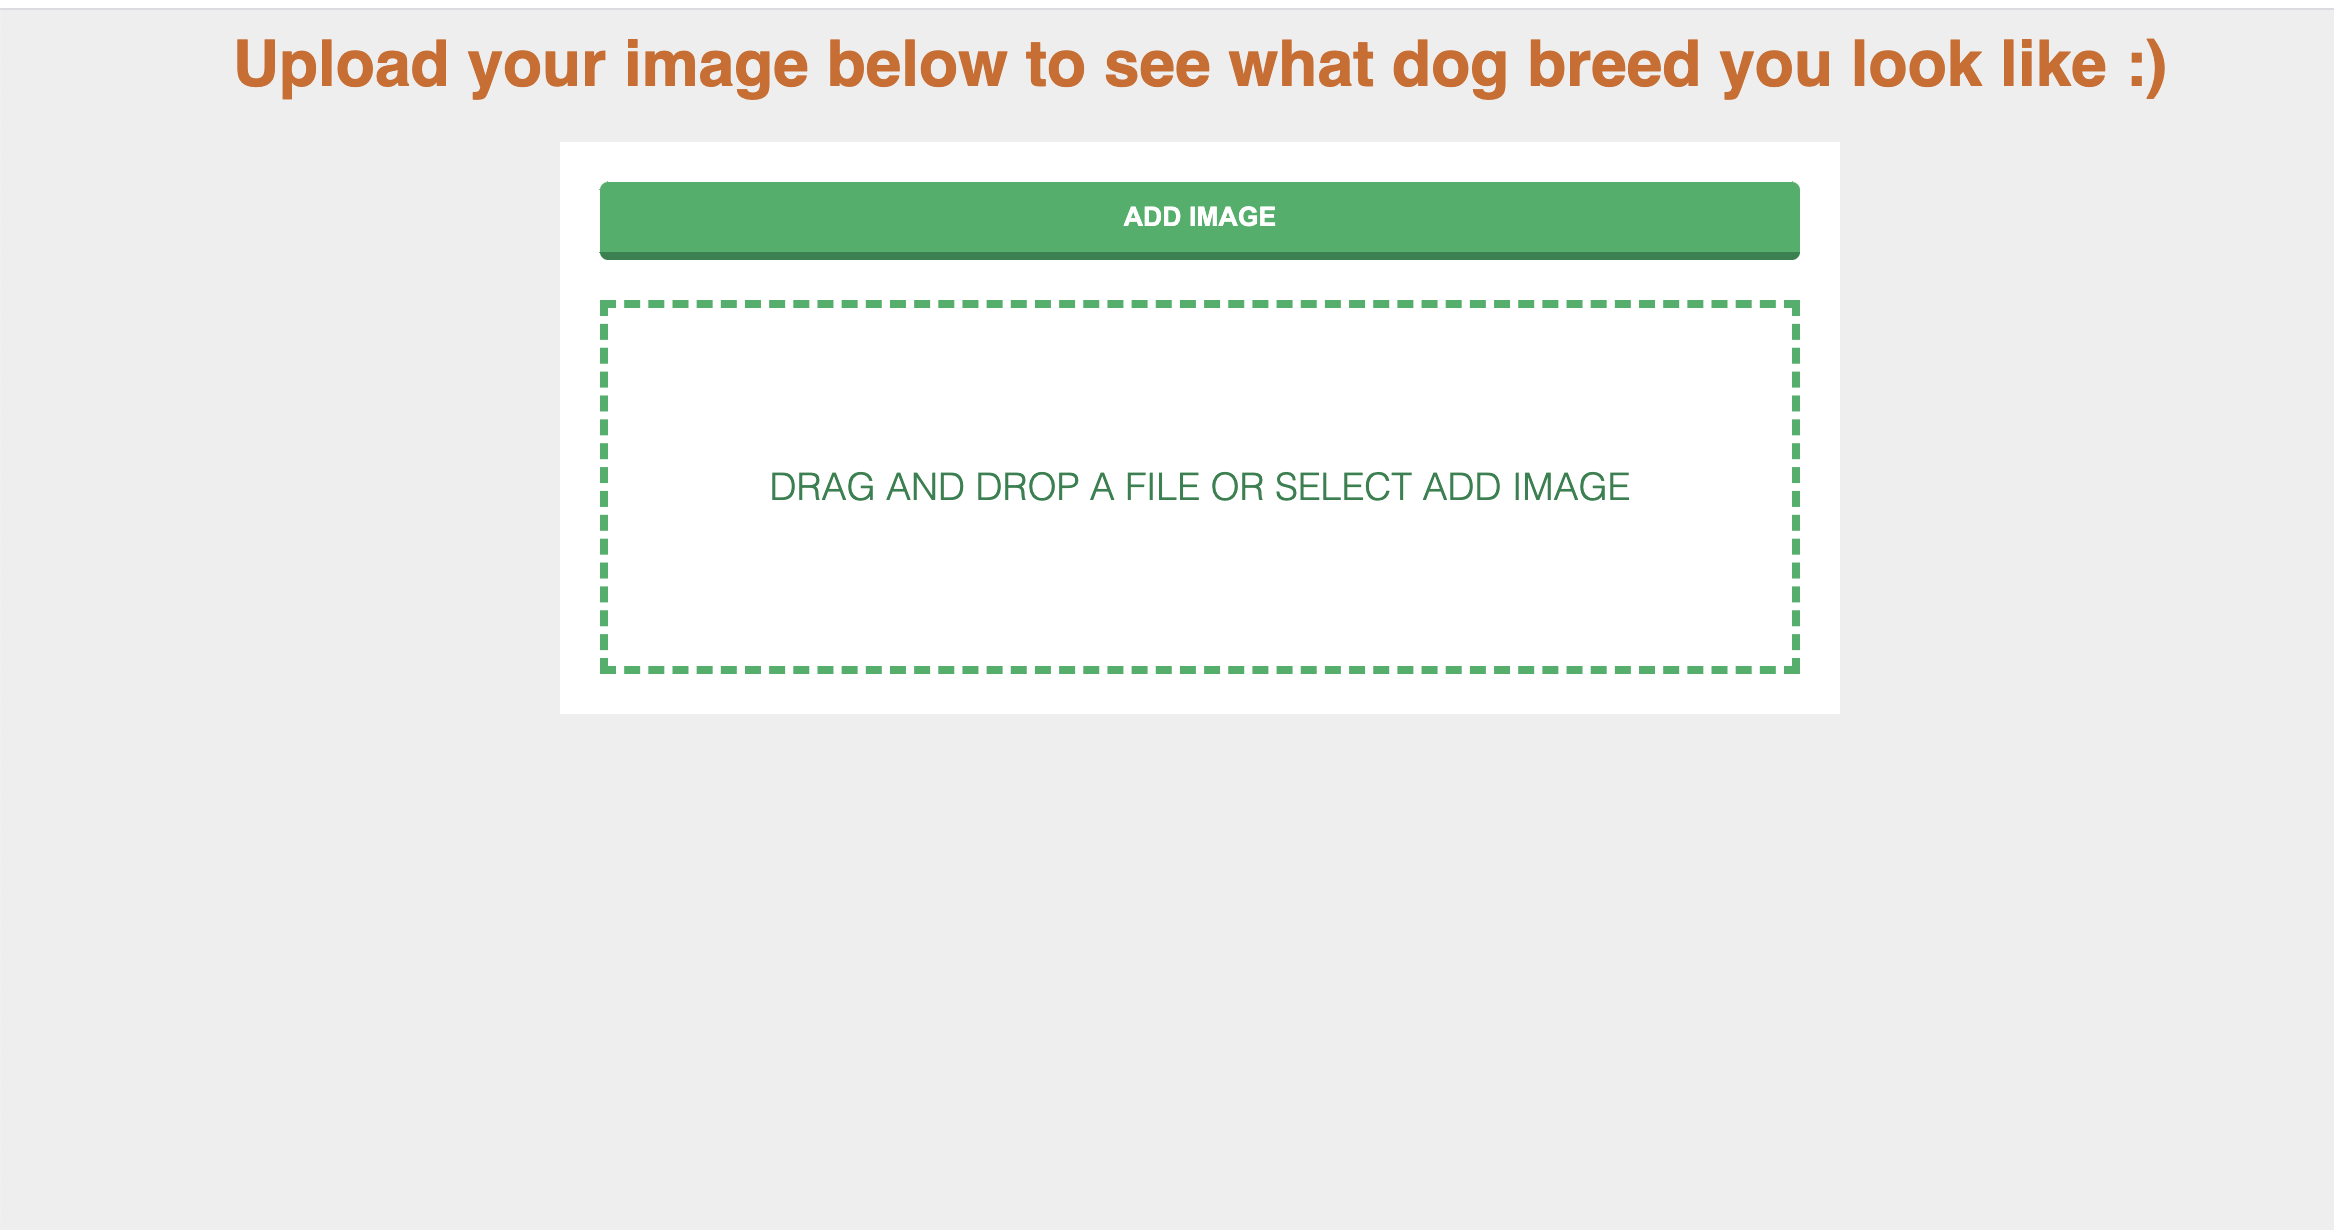 Upload your image below to see what dog breed you look like :)
ADD IMAGE
DRAG AND DROP A FILE OR SELECT ADD IMAGE